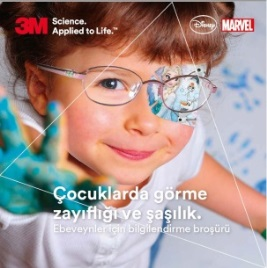 3M Science.
Applied to Life.™
Disney
MARVEL
Çocuklarda görme
zayıflığı ve şaşılık.
Ebeveynler için bilgilendirme broşürü